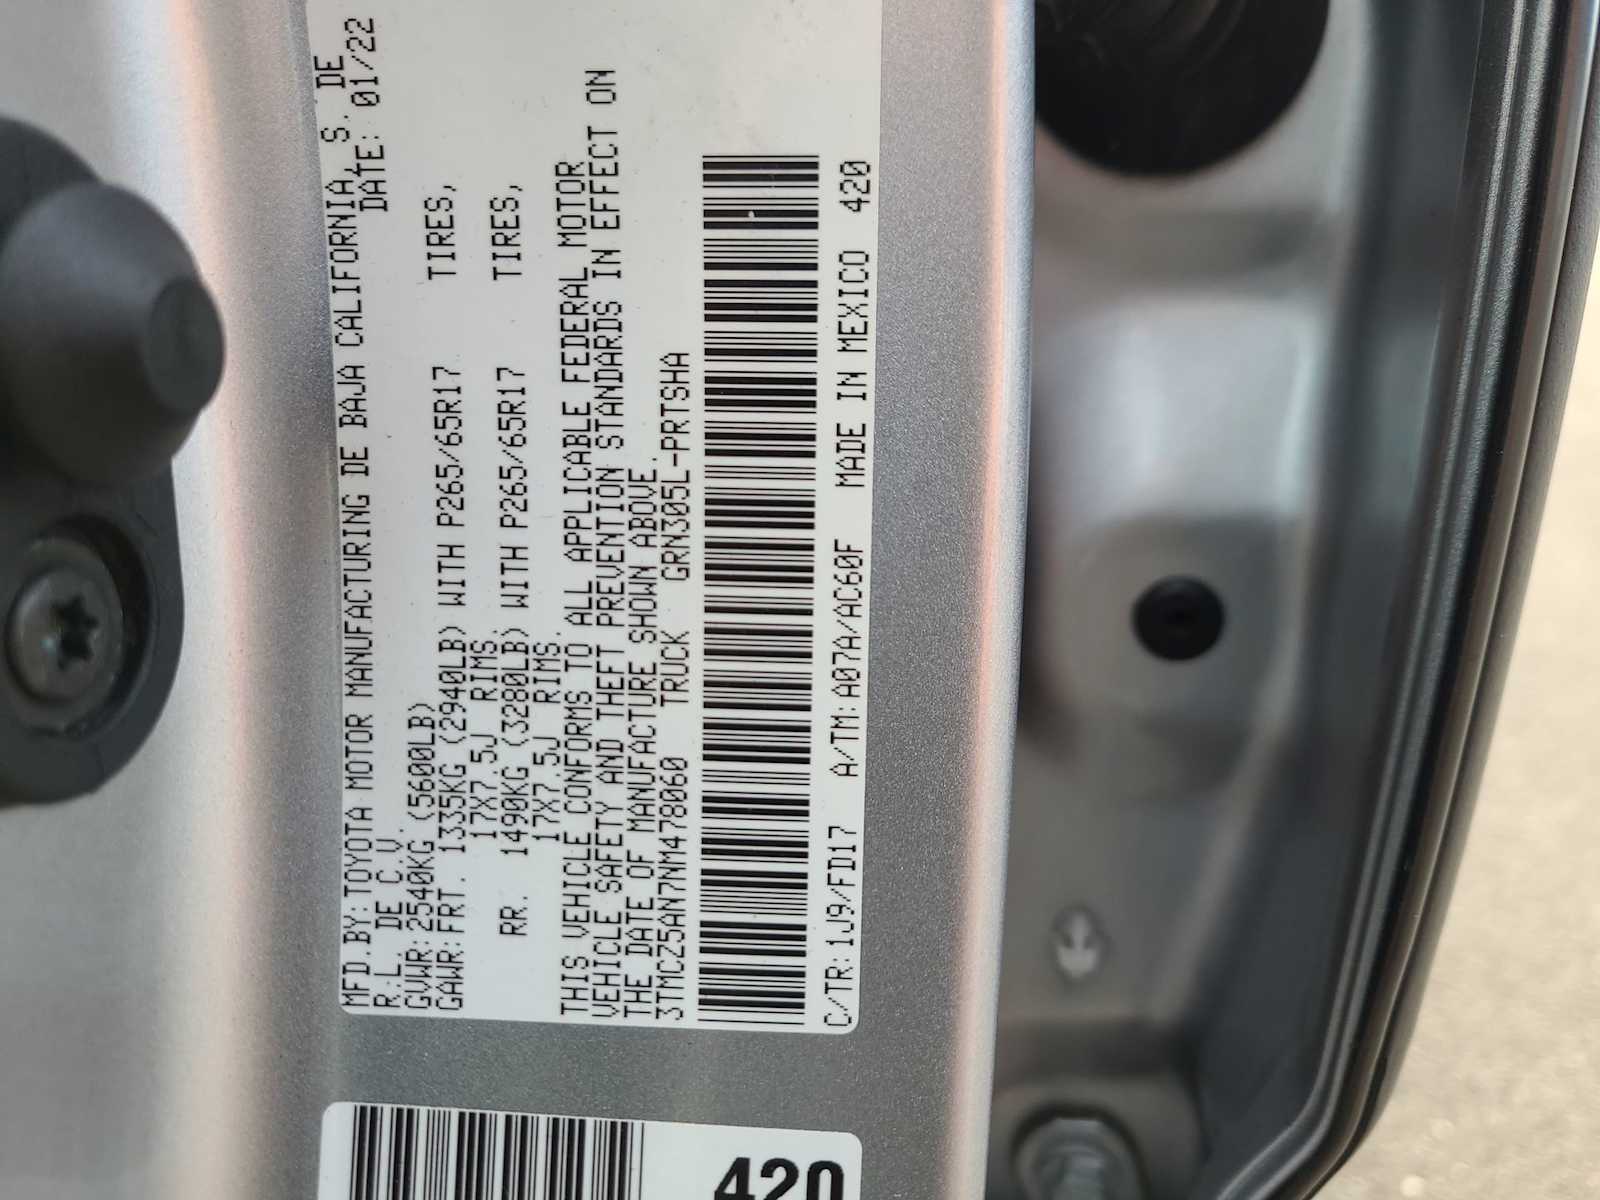 MFD.BY:TOYOTA MOTOR MANUFACTURING DE BAJA CALIFORNIA, S. DE
R.L. DE C.V. DATE: 01/22
GVWR:2540KG (5600LB)
GAWR:FRT. 1335KG (2940LB) WITH P265/65R17 TIRES,
17X7.5J RIMS.
RR. 1490KG (3280LB) WITH P265/65R17 TIRES,
17X7.5J RIMS.
THIS VEHICLE CONFORMS TO ALL APPLICABLE FEDERAL MOTOR
VEHICLE SAFETY AND THEFT PREVENTION STANDARDS IN EFFECT ON
THE DATE OF MANUFACTURE SHOWN ABOVE.
3TMCZ5AN7NM478060 TRUCK GRN305L-PRTSHA
C/TR:1J9/FD17 A/TM:A07A/AC60F MADE IN MEXICO 420
420